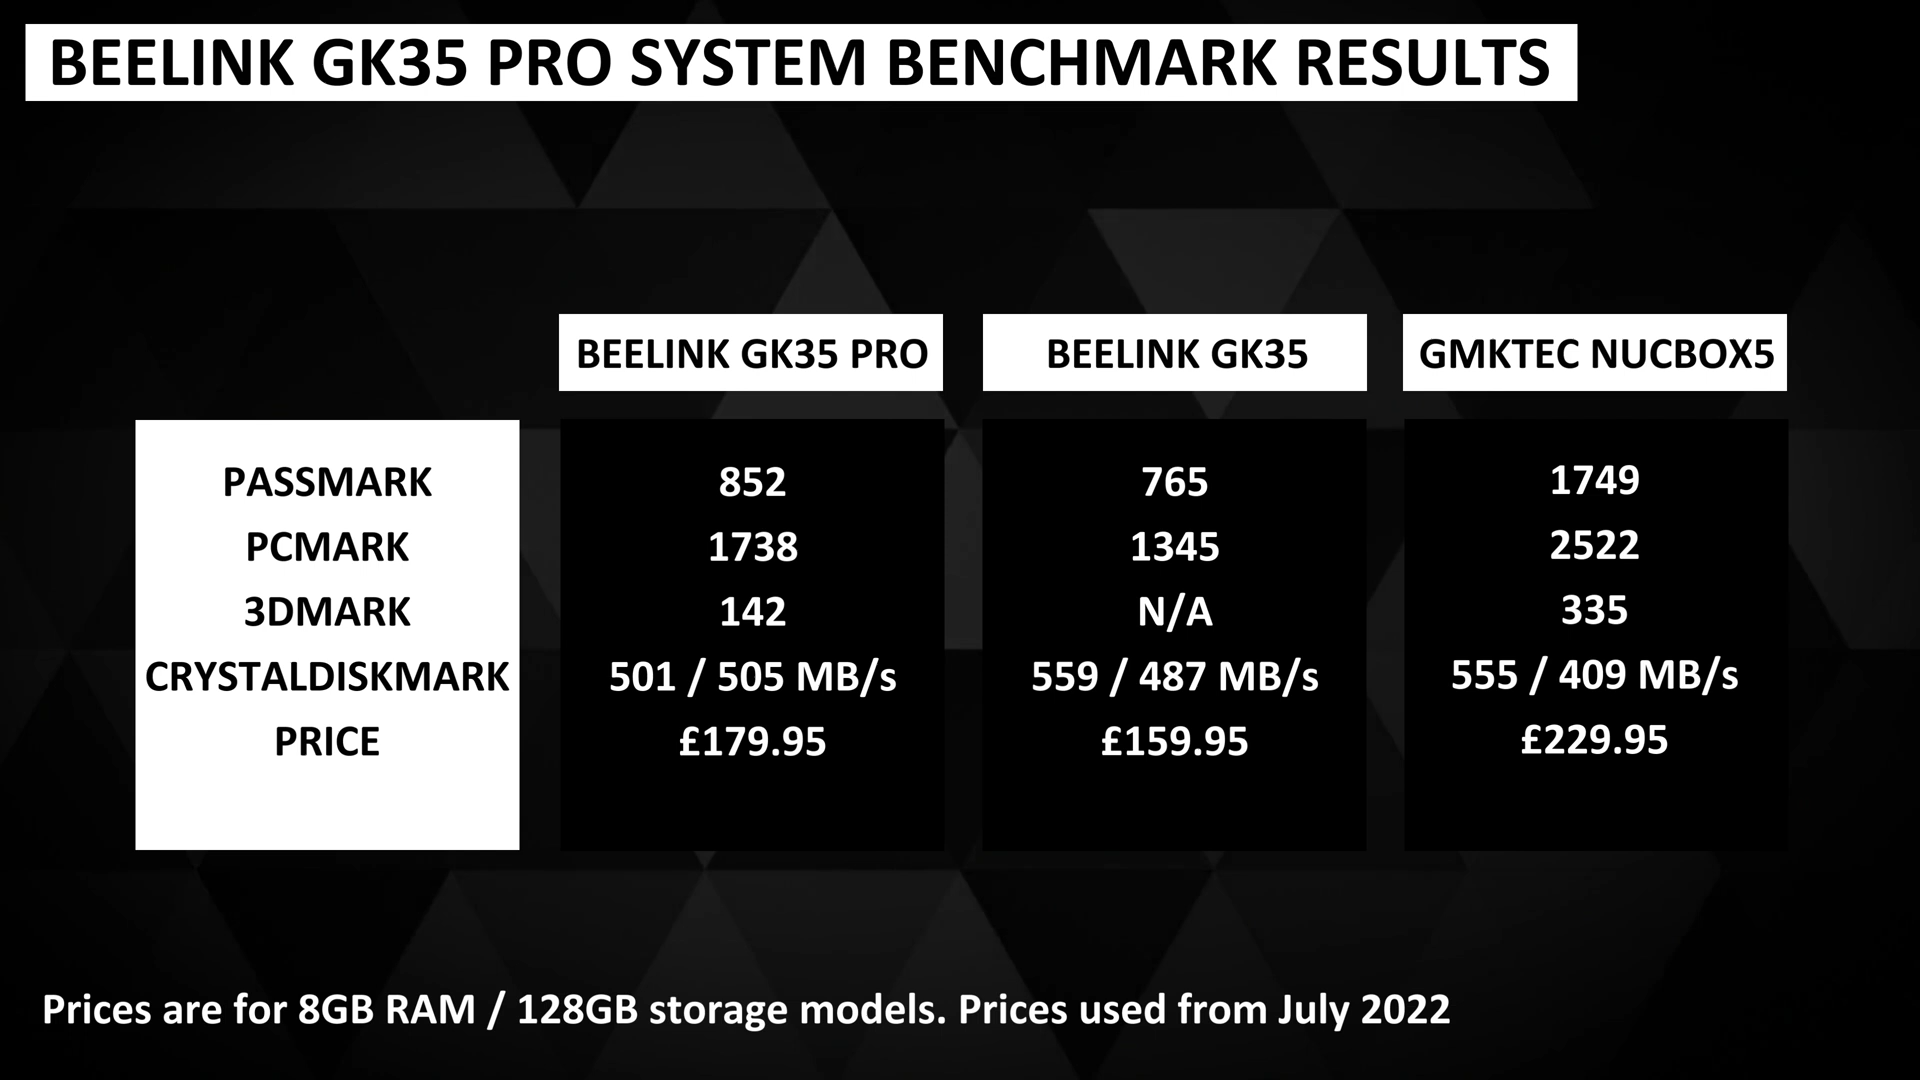 BEELINK GK35 PRO SYSTEM BENCHMARK RESULTS
BEELINK GK35 PRO BEELINK GK35 GMKTEC NUCBOX5
PASSMARK 852 765 1749
PCMARK 1738 1345 2522
3DMARK 142 N/A 335
CRYSTALDISKMARK 501 / 505 MB/s 559 / 487 MB/s 555 / 409 MB/s
PRICE £179.95 £159.95 £229.95
Prices are for 8GB RAM / 128GB storage models. Prices used from July 2022